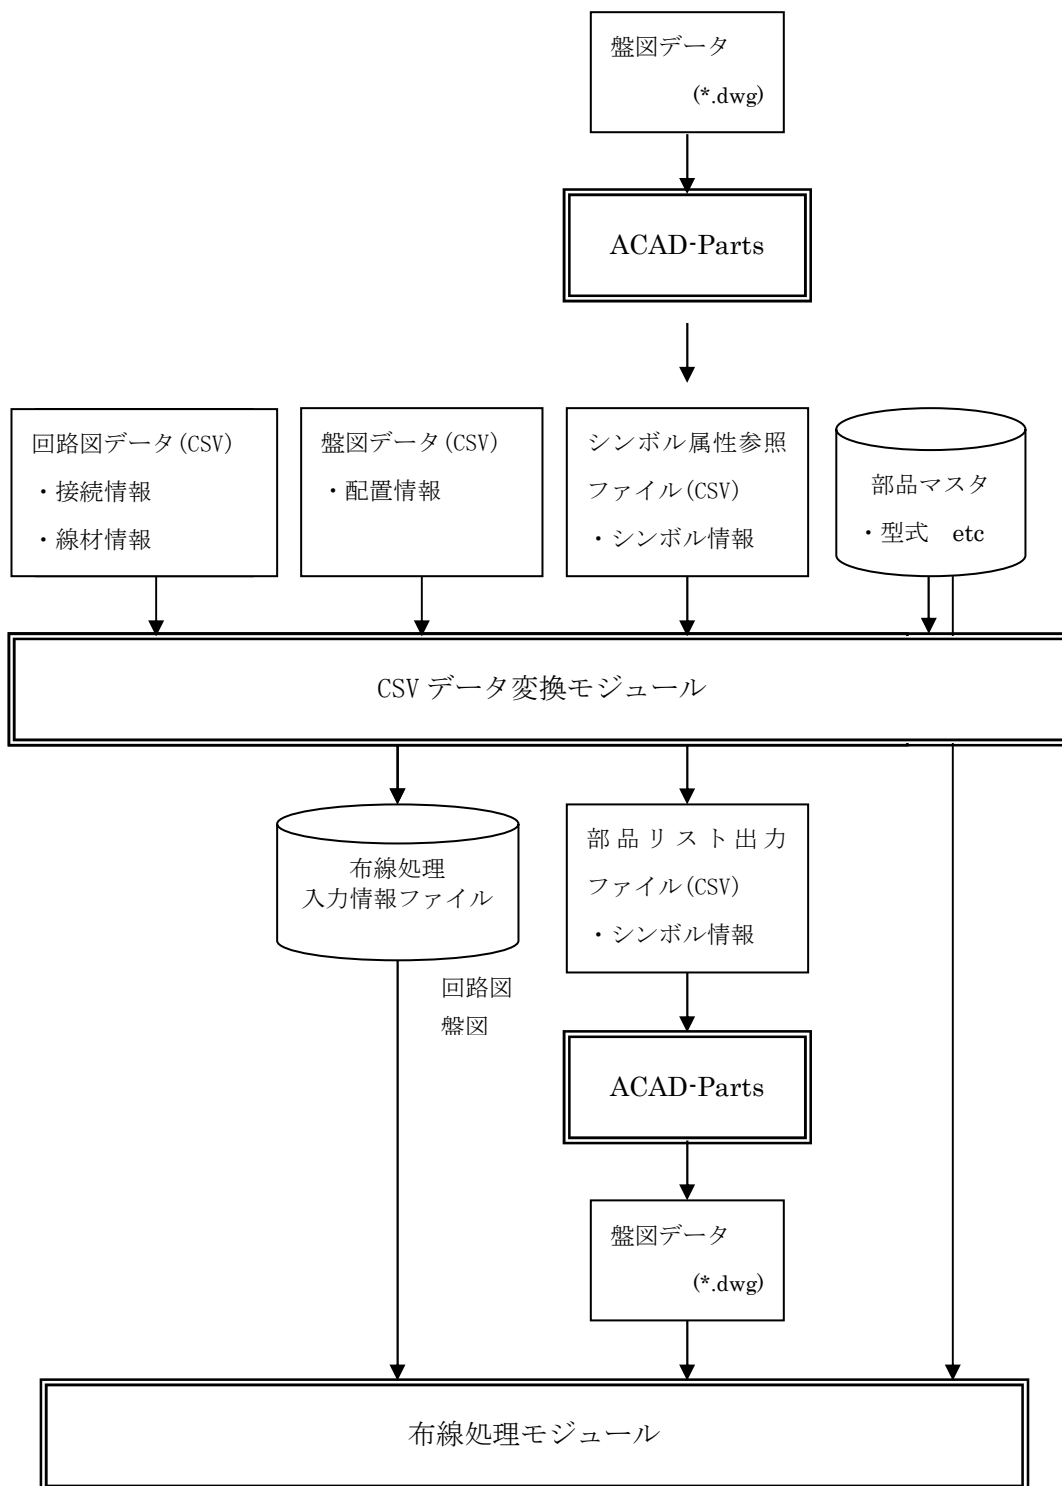 盤図データ
(*.dwg)
ACAD-Parts
回路図データ(CSV)
・接続情報
・線材情報
盤図データ(CSV)
・配置情報
シンボル属性参照
ファイル(CSV)
・シンボル情報
部品マスタ
・型式　etc
CSVデータ変換モジュール
布線処理
入力情報ファイル
部品リスト出力
ファイル(CSV)
・シンボル情報
回路図
盤図
ACAD-Parts
盤図データ
(*.dwg)
布線処理モジュール